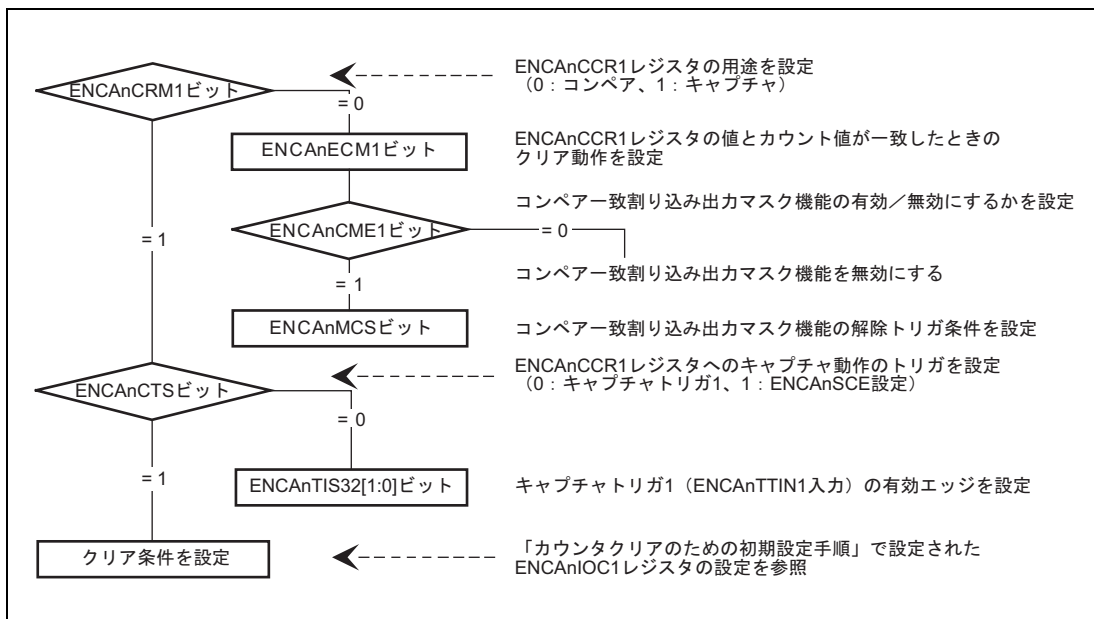 ENCAnCRM1ビット
= 0
ENCAnCCR1レジスタの用途を設定
（0：コンペア、1：キャプチャ）
ENCAnECM1ビット
ENCAnCCR1レジスタの値とカウント値が一致したときの
クリア動作を設定
コンペア一致割り込み出力マスク機能の有効／無効にするかを設定
ENCAnCME1ビット
= 0
= 1
コンペア一致割り込み出力マスク機能を無効にする
= 1
ENCAnMCSビット
コンペア一致割り込み出力マスク機能の解除トリガ条件を設定
ENCAnCTSビット
ENCAnCCR1レジスタへのキャプチャ動作のトリガを設定
（0：キャプチャトリガ1、1：ENCAnSCE設定）
= 0
= 1
ENCAnTIS32[1:0]ビット
キャプチャトリガ1（ENCAnTTIN1入力）の有効エッジを設定
クリア条件を設定
「カウンタクリアのための初期設定手順」で設定された
ENCAnIOC1レジスタの設定を参照